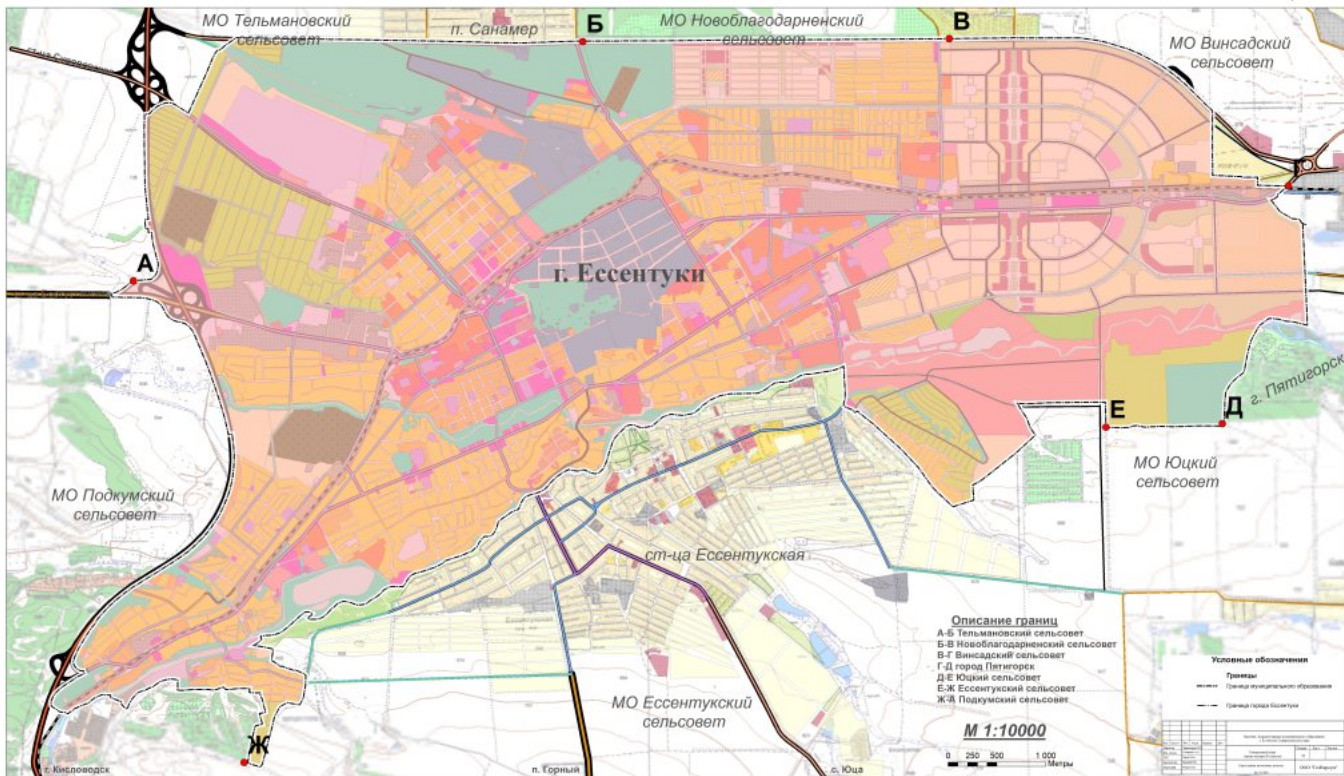 МО Тельмановский
сельсовет
п. Санамер
Б
МО Новоблагодарненский
сельсовет
В
МО Винсадский
сельсовет
А
г. Ессентуки
г. Пятигорск
Е
Д
МО Юцкий
сельсовет
МО Подкумский
сельсовет
ст-ца Ессентукская
Описание границ
А-Б Тельмановский сельсовет
Б-В Новоблагодарненский сельсовет
В-Г Винсадский сельсовет
Г-Д город Пятигорск
Д-Е Юцкий сельсовет
Е-Ж Ессентукский сельсовет
Ж-А Подкумский сельсовет
МО Ессентукский
сельсовет
М 1:10000
0 250 500 1 000
Метры
Условные обозначения
Границы
Граница муниципального образования
Граница города Ессентуки
Ж
г. Кисловодск
п. Горный
с. Юца